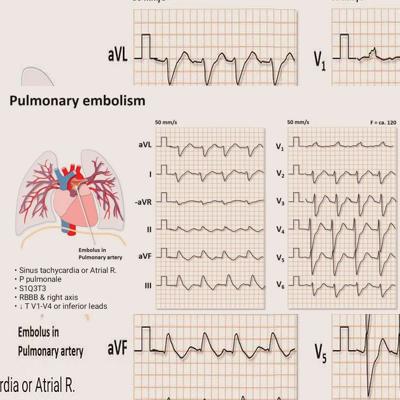 aVL
V1
Pulmonary embolism
50 mm/s
50 mm/s
F = ca. 120
aVL
I
-aVR
II
aVF
III
V1
V2
V3
V4
V5
V6
Embolus in
Pulmonary artery
• Sinus tachycardia or Atrial R.
• P pulmonale
• S1Q3T3
• RBBB & right axis
• ↓ T V1-V4 or inferior leads
Embolus in
Pulmonary artery
aVF
V5
rdia or Atrial R.